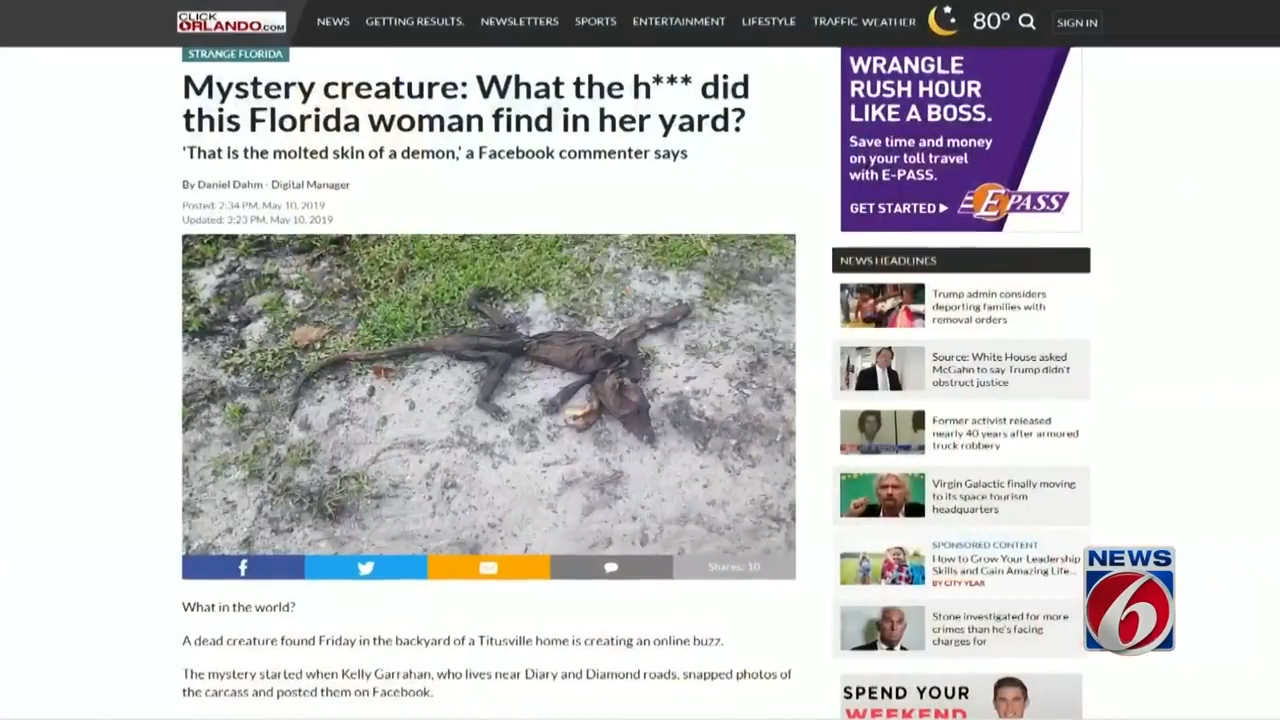 CLICK
ORLANDO.COM
NEWS
GETTING RESULTS.
NEWSLETTERS
SPORTS
ENTERTAINMENT
LIFESTYLE
TRAFFIC
WEATHER
80°
SIGN IN
STRANGE FLORIDA
Mystery creature: What the h*** did
this Florida woman find in her yard?
'That is the molted skin of a demon,' a Facebook commenter says
By Daniel Dahm - Digital Manager
Posted: 2:34 PM, May 10, 2019
Updated: 3:23 PM, May 10, 2019
Shares: 10
What in the world?
A dead creature found Friday in the backyard of a Titusville home is creating an online buzz.
The mystery started when Kelly Garrahan, who lives near Diary and Diamond roads, snapped photos of
the carcass and posted them on Facebook.
WRANGLE
RUSH HOUR
LIKE A BOSS.
Save time and money
on your toll travel
with E-PASS.
GET STARTED
E PASS
NEWS HEADLINES
Trump admin considers
deporting families with
removal orders
Source: White House asked
McGahn to say Trump didn't
obstruct justice
Former activist released
nearly 40 years after armored
truck robbery
Virgin Galactic finally moving
to its space tourism
headquarters
SPONSORED CONTENT
How to Grow Your Leadership
Skills and Gain Amazing Life...
BY CITY YEAR
Stone investigated for more
crimes than he's facing
charges for
NEWS
6
SPEND YOUR
WEEKEND